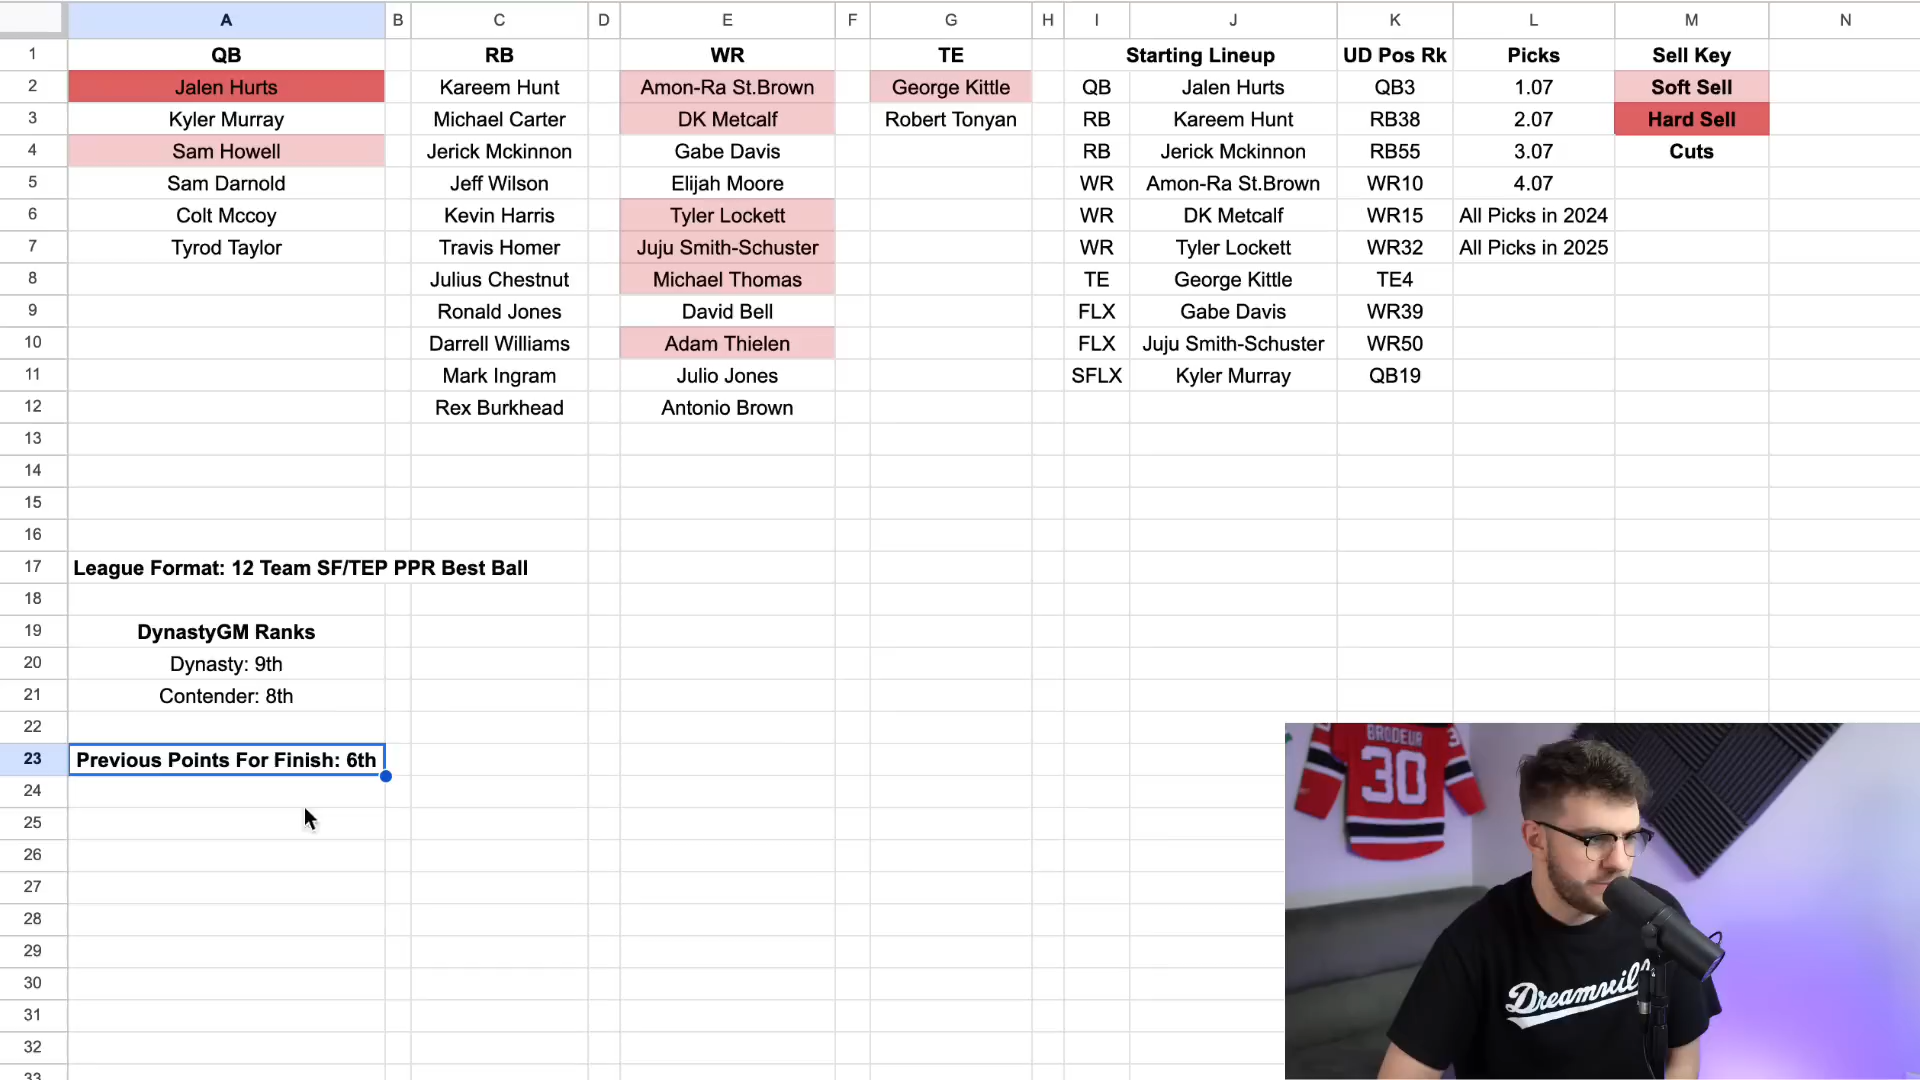 A B C D E F G H I J K L M N
1 QB RB WR TE Starting Lineup UD Pos Rk Picks Sell Key
2 Jalen Hurts Kareem Hunt Amon-Ra St.Brown George Kittle QB Jalen Hurts QB3 1.07 Soft Sell
3 Kyler Murray Michael Carter DK Metcalf Robert Tonyan RB Kareem Hunt RB38 2.07 Hard Sell
4 Sam Howell Jerick Mckinnon Gabe Davis RB Jerick Mckinnon RB55 3.07 Cuts
5 Sam Darnold Jeff Wilson Elijah Moore WR Amon-Ra St.Brown WR10 4.07
6 Colt Mccoy Kevin Harris Tyler Lockett WR DK Metcalf WR15 All Picks in 2024
7 Tyrod Taylor Travis Homer Juju Smith-Schuster WR Tyler Lockett WR32 All Picks in 2025
8 Julius Chestnut Michael Thomas TE George Kittle TE4
9 Ronald Jones David Bell FLX Gabe Davis WR39
10 Darrell Williams Adam Thielen FLX Juju Smith-Schuster WR50
11 Mark Ingram Julio Jones SFLX Kyler Murray QB19
12 Rex Burkhead Antonio Brown
13
14
15
16
17 League Format: 12 Team SF/TEP PPR Best Ball
18
19 DynastyGM Ranks
20 Dynasty: 9th
21 Contender: 8th
22
23 Previous Points For Finish: 6th
24
25
26
27
28
29
30
31
32
33
BRODEUR
30
3
Dreamvil